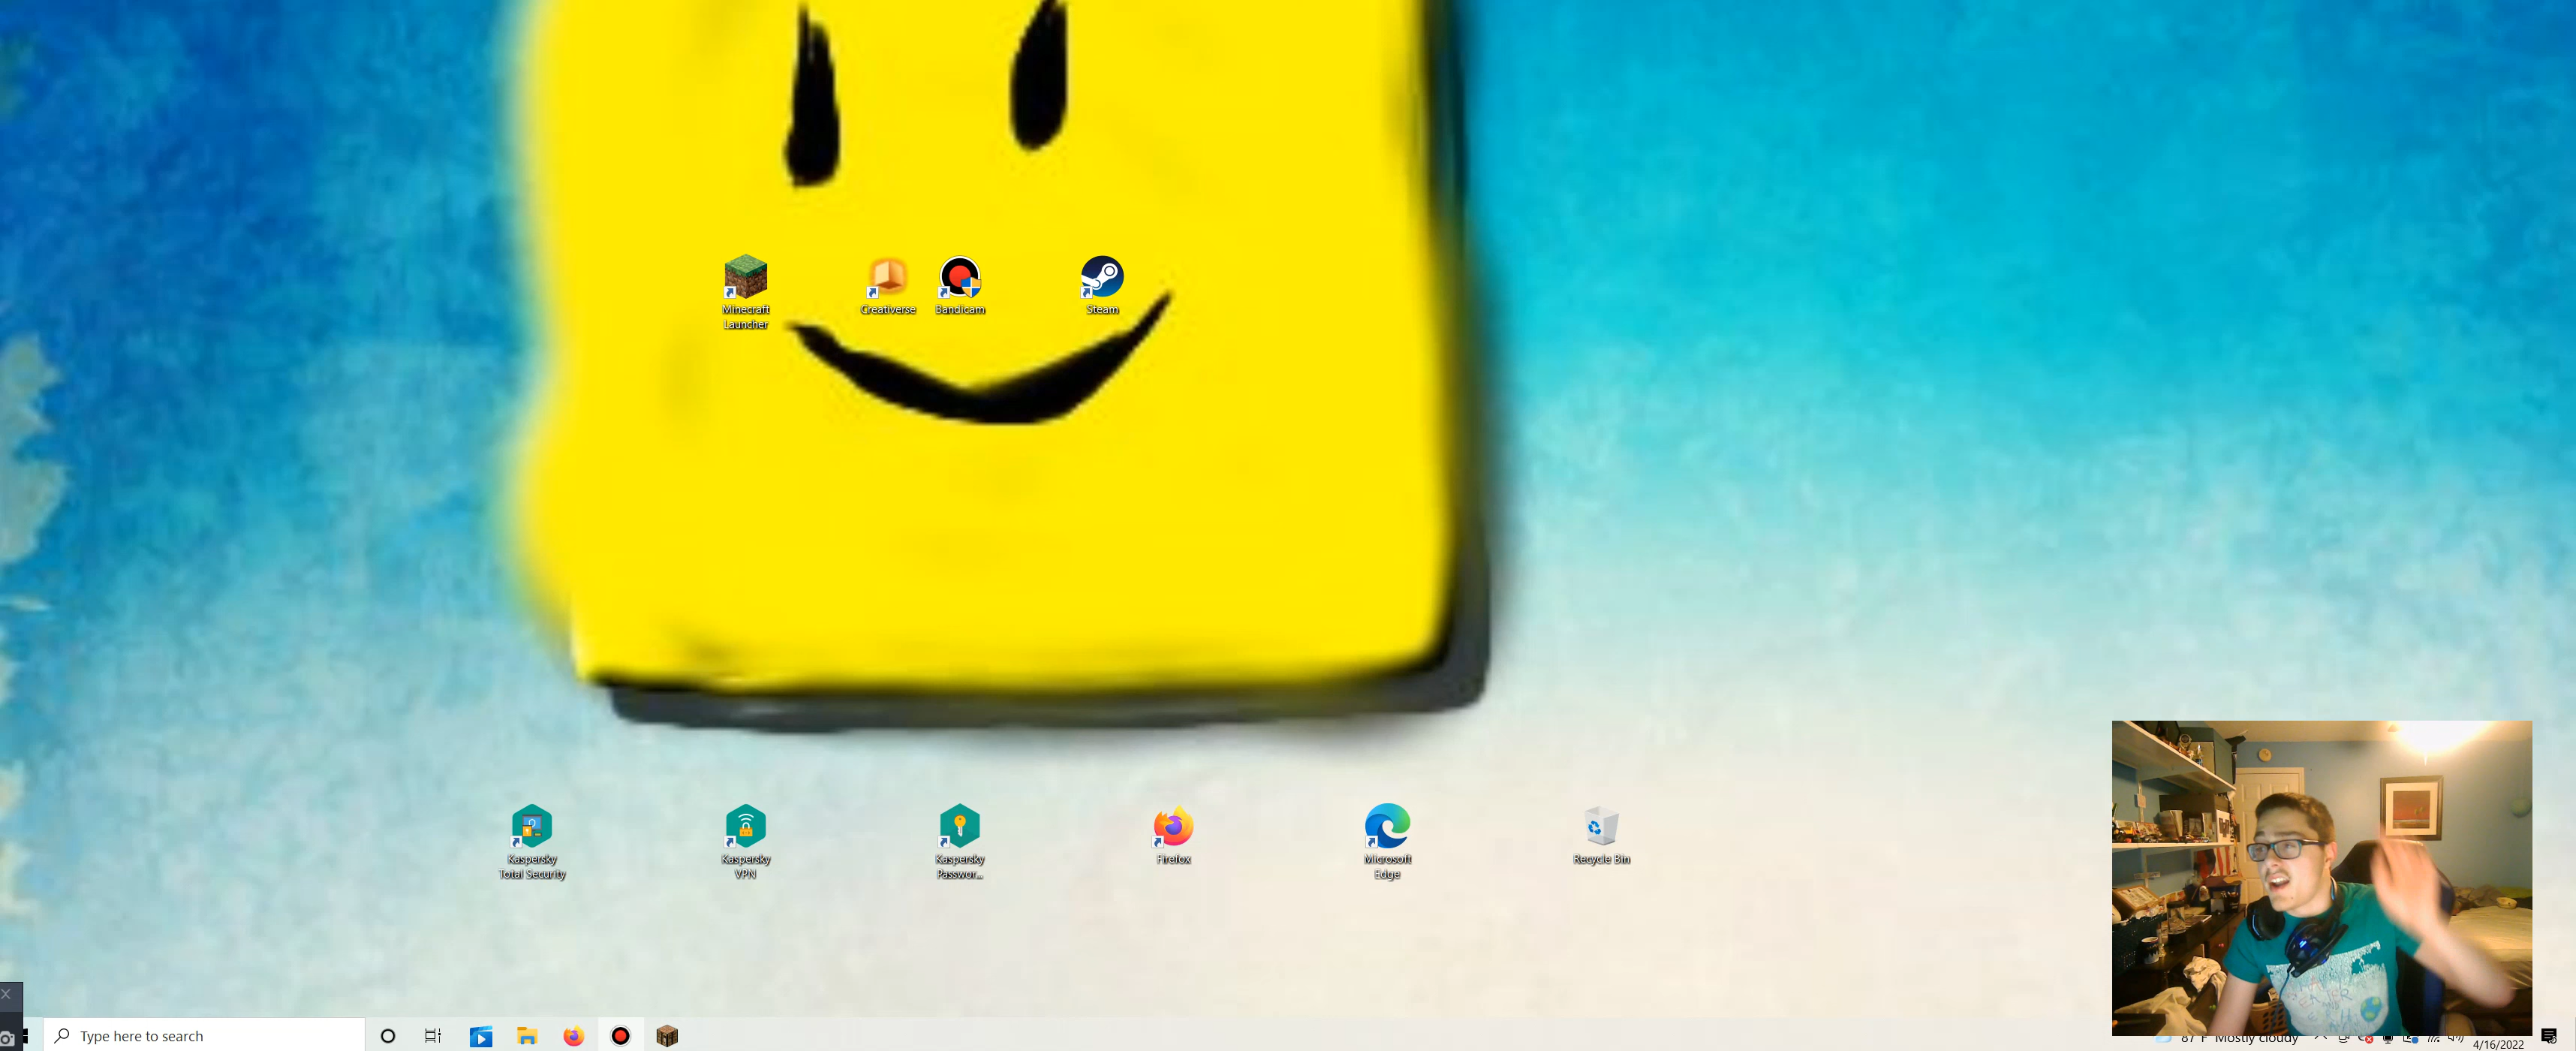 Minecraft
Launcher
Creativerse
Bandicam
Steam
Kaspersky
Total Security
Kaspersky
VPN
Kaspersky
Passwor...
Firefox
Microsoft
Edge
Recycle Bin
Type here to search
87°F Mostly cloudy
4/16/2022